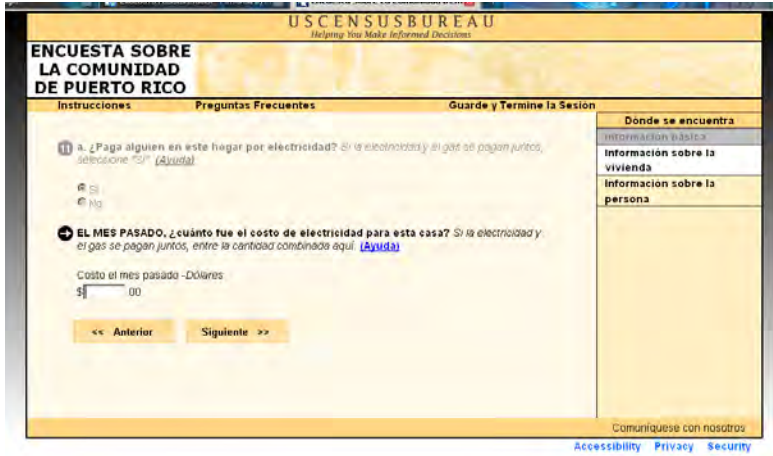 USCENSUSBUREAU
Helping You Make Informed Decisions
ENCUESTA SOBRE
LA COMUNIDAD
DE PUERTO RICO
Instrucciones Preguntas Frecuentes Guarde y Termine la Sesión
Donde se encuentra
Información básica
Información sobre la
vivienda
Información sobre la
persona
11 a. ¿Paga alguien en este hogar por electricidad? Si la electricidad y el gas se pagan juntos,
seleccione "Sí". (Ayuda)
Sí
No
EL MES PASADO, ¿cuánto fue el costo de electricidad para esta casa? Si la electricidad y
el gas se pagan juntos, entre la cantidad combinada aquí. (Ayuda)
Costo el mes pasado -Dólares
$ .00
<< Anterior Siguiente >>
Comuníquese con nosotros
Accessibility Privacy Security